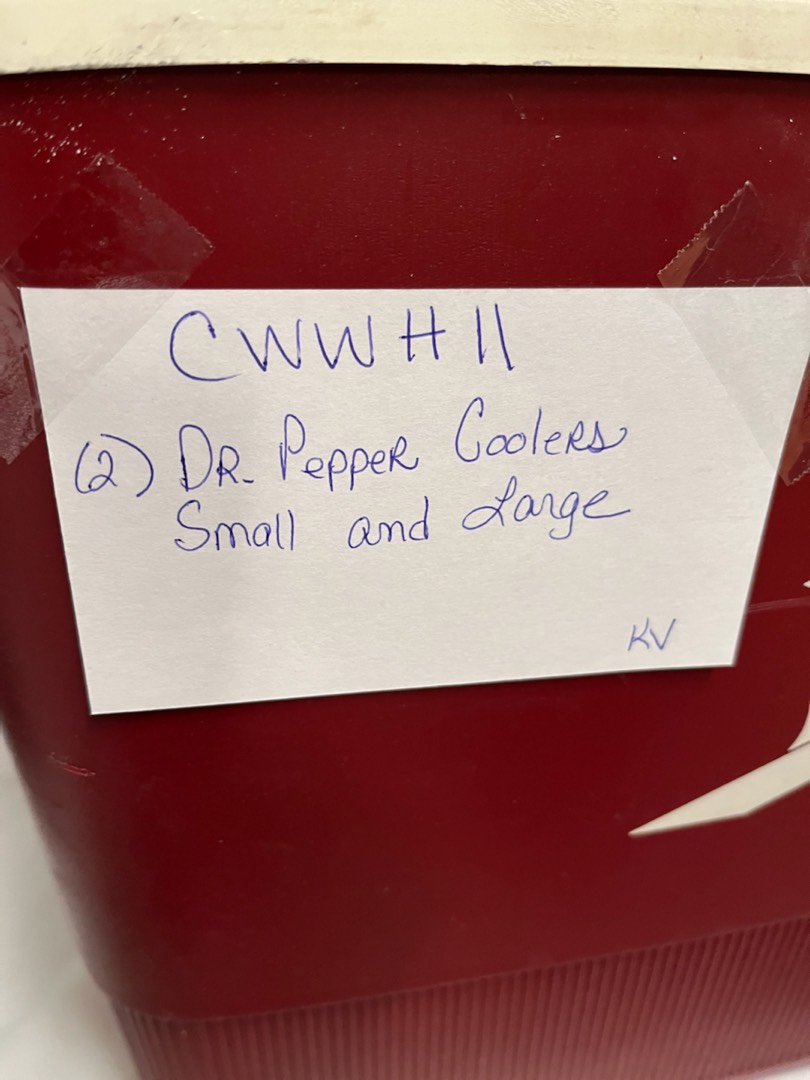 CWWH11
(2) DR. PEPPER Coolers
Small and Large
KV